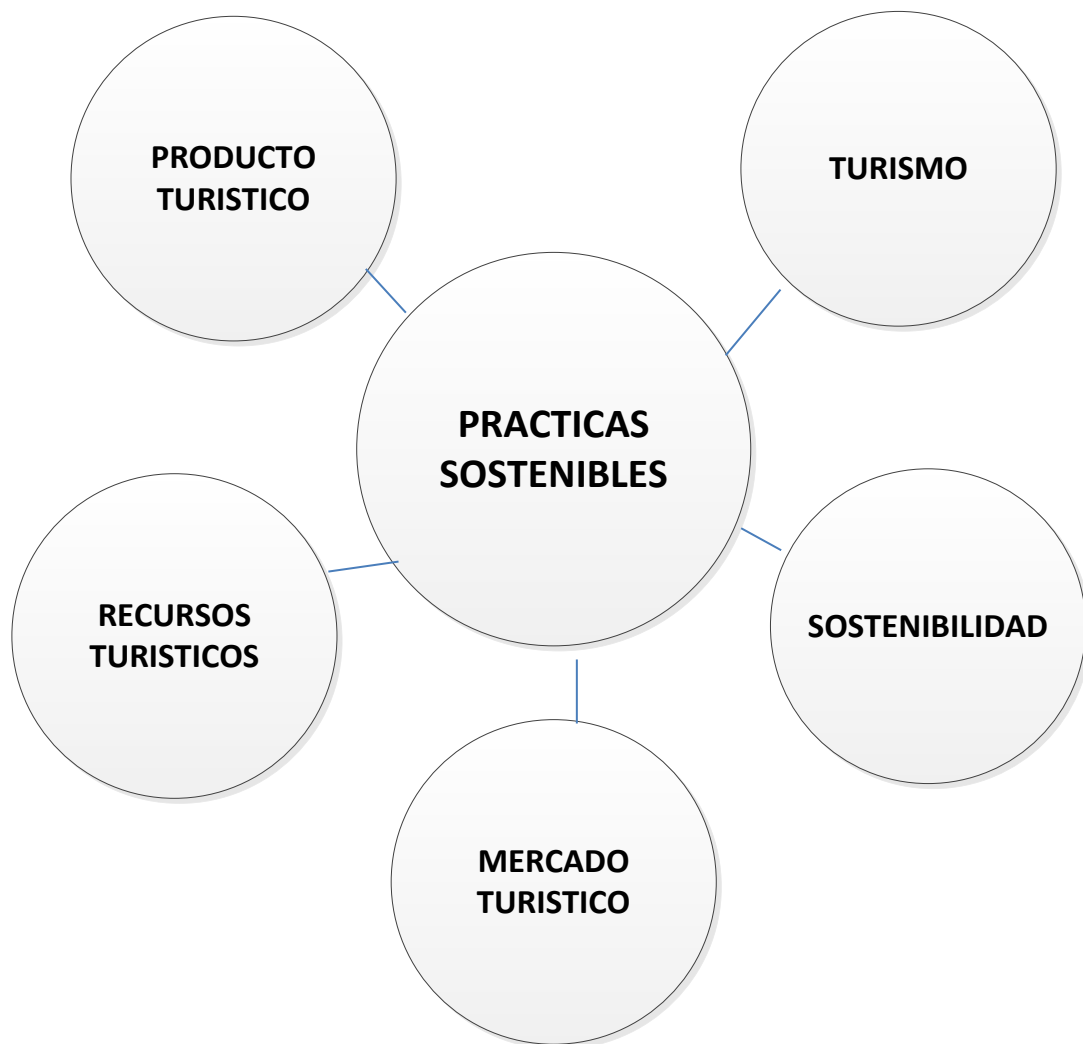 PRODUCTO
TURISTICO
TURISMO
PRACTICAS
SOSTENIBLES
RECURSOS
TURISTICOS
SOSTENIBILIDAD
MERCADO
TURISTICO